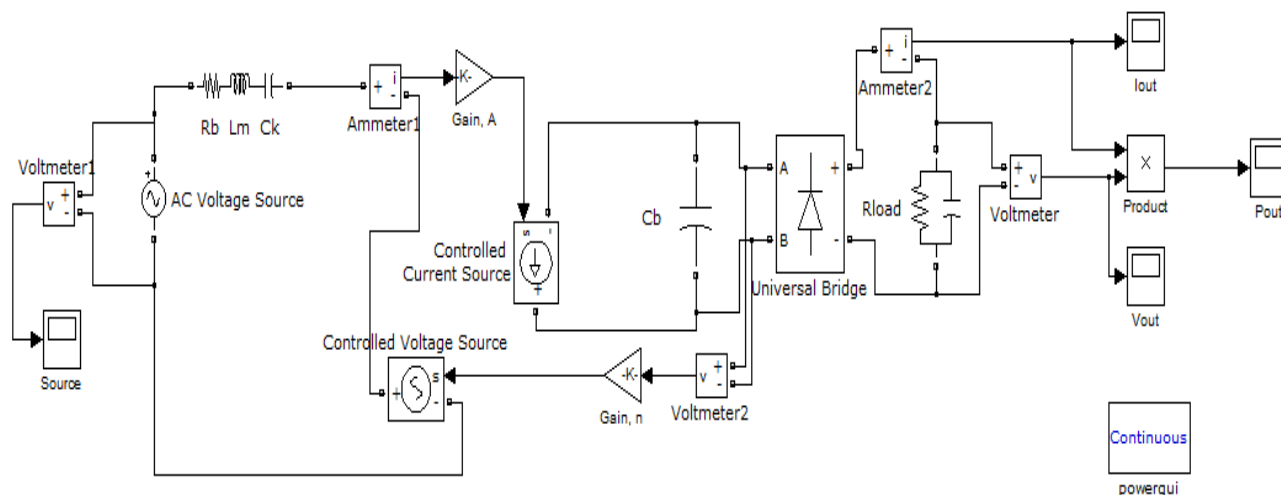 Voltmeter1
v
+
-
Source
+
AC Voltage Source
Rb Lm Ck
+
i
-
Ammeter1
-K-
Gain, A
s
-
+
Controlled
Current Source
Controlled Voltage Source
+
s
-
-K-
Gain, n
v
+
-
Voltmeter2
Cb
A
B
+
-
Universal Bridge
+
i
-
Ammeter2
Rload
+
-
v
Voltmeter
Iout
X
Product
Pout
Vout
Continuous
powergui